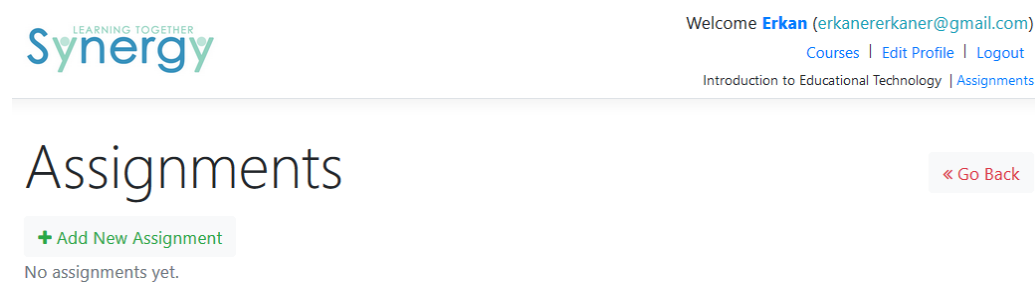 LEARNING TOGETHER
Synergy
Welcome Erkan (erkanererkaner@gmail.com)
Courses | Edit Profile | Logout
Introduction to Educational Technology | Assignments
Assignments
« Go Back
+ Add New Assignment
No assignments yet.